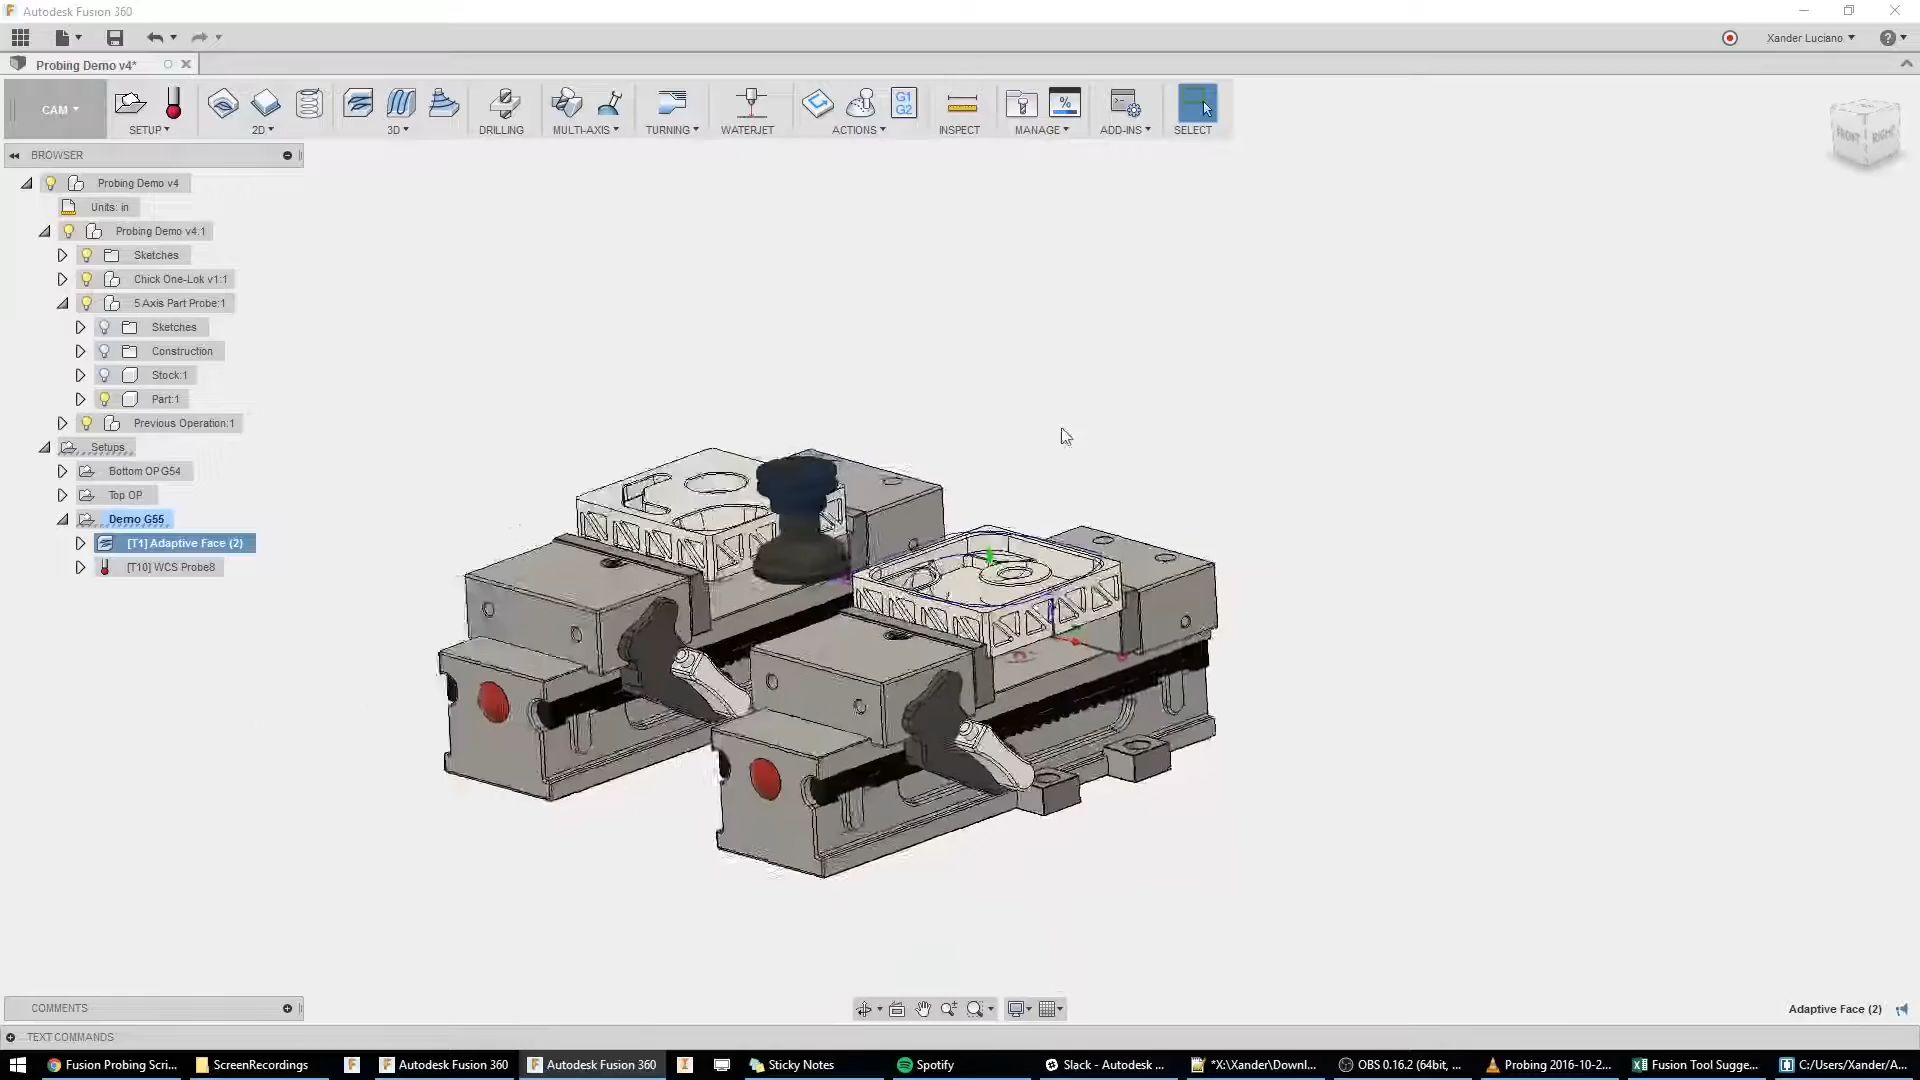 Autodesk Fusion 360
Xander Luciano
Probing Demo v4*
CAM
SETUP
2D
3D
DRILLING
MULTI-AXIS
TURNING
WATERJET
G1
G2
ACTIONS
INSPECT
%
MANAGE
ADD-INS
SELECT
FRONT
RIGHT
BROWSER
Probing Demo v4
Units: in
Probing Demo v4:1
Sketches
Chick One-Lok v1:1
5 Axis Part Probe:1
Sketches
Construction
Stock:1
Part:1
Previous Operation:1
Setups
Bottom OP G54
Top OP
Demo G55
[T1] Adaptive Face (2)
[T10] WCS Probe8
COMMENTS
Adaptive Face (2)
TEXT COMMANDS
Fusion Probing Scri...
ScreenRecordings
Autodesk Fusion 360
Autodesk Fusion 360
Sticky Notes
Spotify
Slack - Autodesk ...
*X:\Xander\Downl...
OBS 0.16.2 (64bit, ...
Probing 2016-10-2...
Fusion Tool Sugge...
C:/Users/Xander/A...